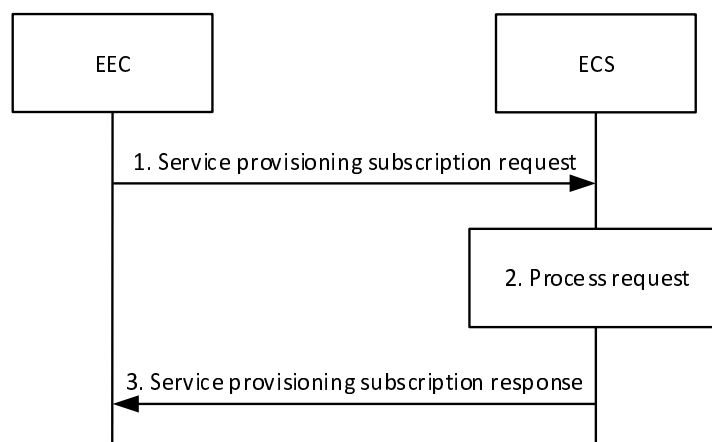 EEC
ECS
1. Service provisioning subscription request
2. Process request
3. Service provisioning subscription response